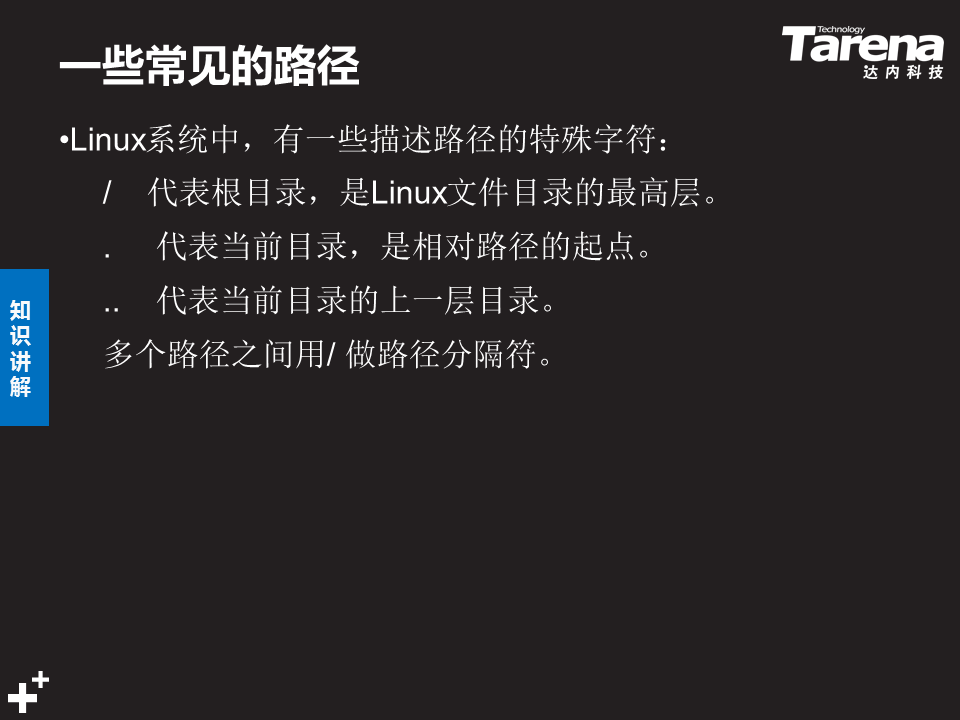 一些常见的路径
Technology
Tarena
达内科技
•Linux系统中，有一些描述路径的特殊字符：
/ 代表根目录，是Linux文件目录的最高层。
. 代表当前目录，是相对路径的起点。
.. 代表当前目录的上一层目录。
多个路径之间用/ 做路径分隔符。
知
识
讲
解